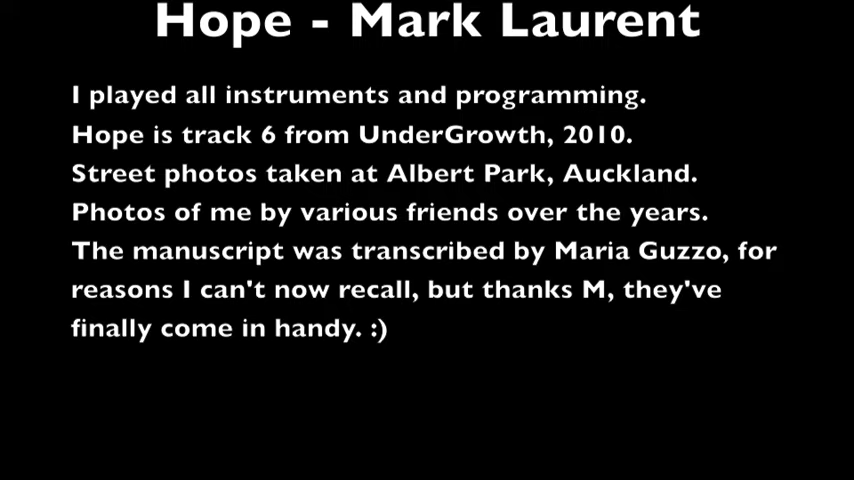 Hope - Mark Laurent
I played all instruments and programming.
Hope is track 6 from UnderGrowth, 2010.
Street photos taken at Albert Park, Auckland.
Photos of me by various friends over the years.
The manuscript was transcribed by Maria Guzzo, for
reasons I can't now recall, but thanks M, they've
finally come in handy. :)